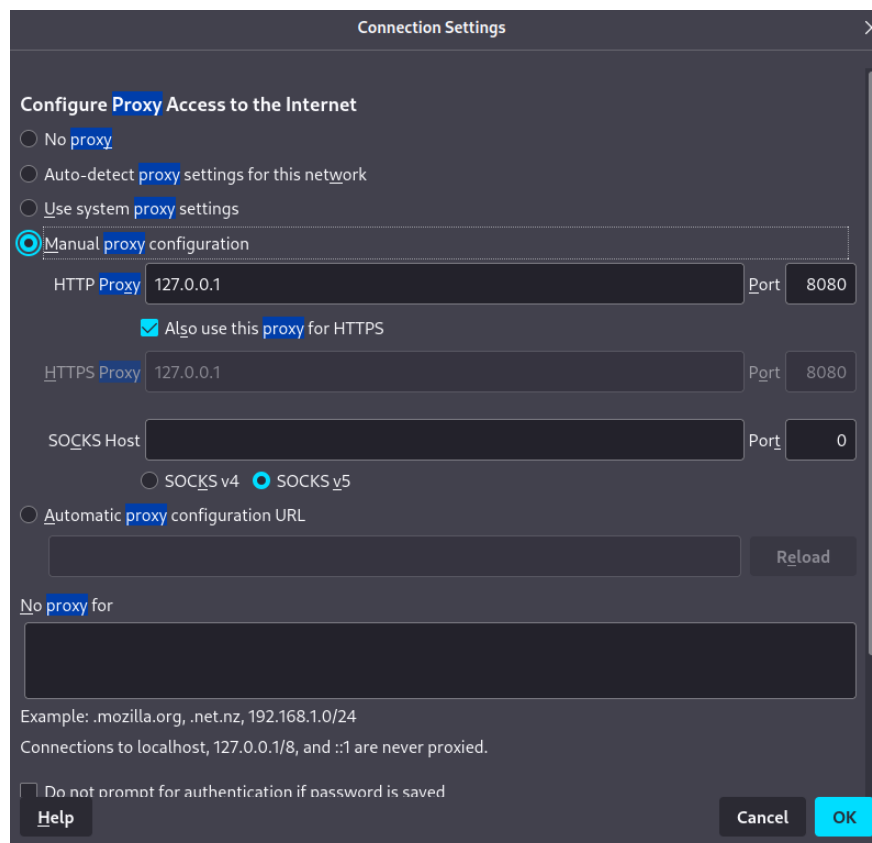 Connection Settings
Configure Proxy Access to the Internet
No proxy
Auto-detect proxy settings for this network
Use system proxy settings
Manual proxy configuration
HTTP Proxy 127.0.0.1 Port 8080
Also use this proxy for HTTPS
HTTPS Proxy 127.0.0.1 Port 8080
SOCKS Host Port 0
SOCKS v4 SOCKS v5
Automatic proxy configuration URL
Reload
No proxy for
Example: .mozilla.org, .net.nz, 192.168.1.0/24
Connections to localhost, 127.0.0.1/8, and ::1 are never proxied.
Do not prompt for authentication if password is saved
Help Cancel OK